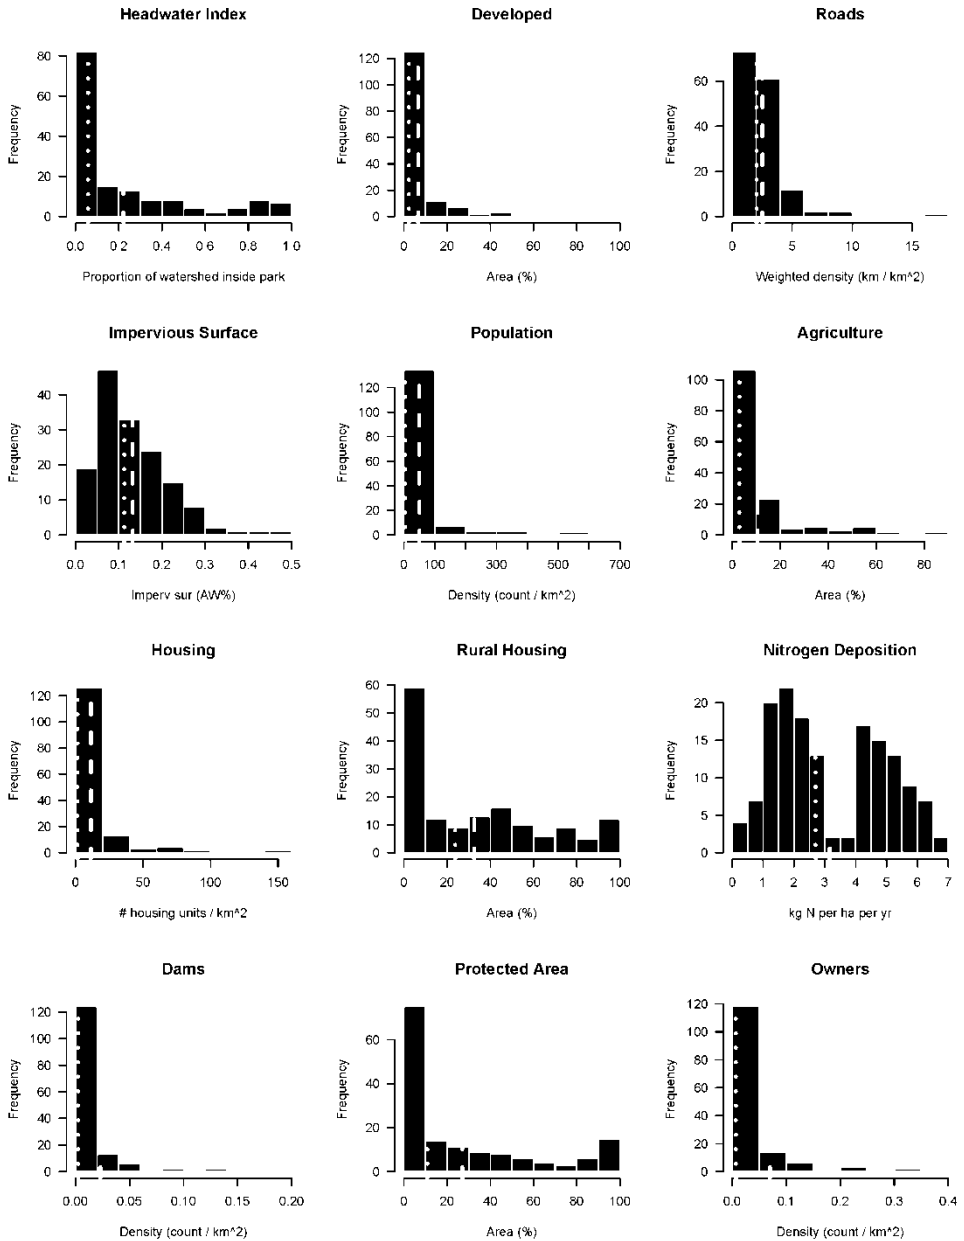 Headwater Index
Frequency
80
60
40
20
0
0.0 0.2 0.4 0.6 0.8 1.0
Proportion of watershed inside park
Developed
Frequency
120
100
80
60
40
20
0
0 20 40 60 80 100
Area (%)
Roads
Frequency
60
40
20
0
0 5 10 15
Weighted density (km / km^2)
Impervious Surface
Frequency
40
30
20
10
0
0.0 0.1 0.2 0.3 0.4 0.5
Imperv sur (AW%)
Population
Frequency
120
100
80
60
40
20
0
0 100 300 500 700
Density (count / km^2)
Agriculture
Frequency
100
80
60
40
20
0
0 20 40 60 80
Area (%)
Housing
Frequency
120
100
80
60
40
20
0
0 50 100 150
# housing units / km^2
Rural Housing
Frequency
60
50
40
30
20
10
0
0 20 40 60 80 100
Area (%)
Nitrogen Deposition
Frequency
20
15
10
5
0
0 1 2 3 4 5 6 7
kg N per ha per yr
Dams
Frequency
120
100
80
60
40
20
0
0.00 0.05 0.10 0.15 0.20
Density (count / km^2)
Protected Area
Frequency
60
40
20
0
0 20 40 60 80 100
Area (%)
Owners
Frequency
120
100
80
60
40
20
0
0.0 0.1 0.2 0.3 0.4
Density (count / km^2)